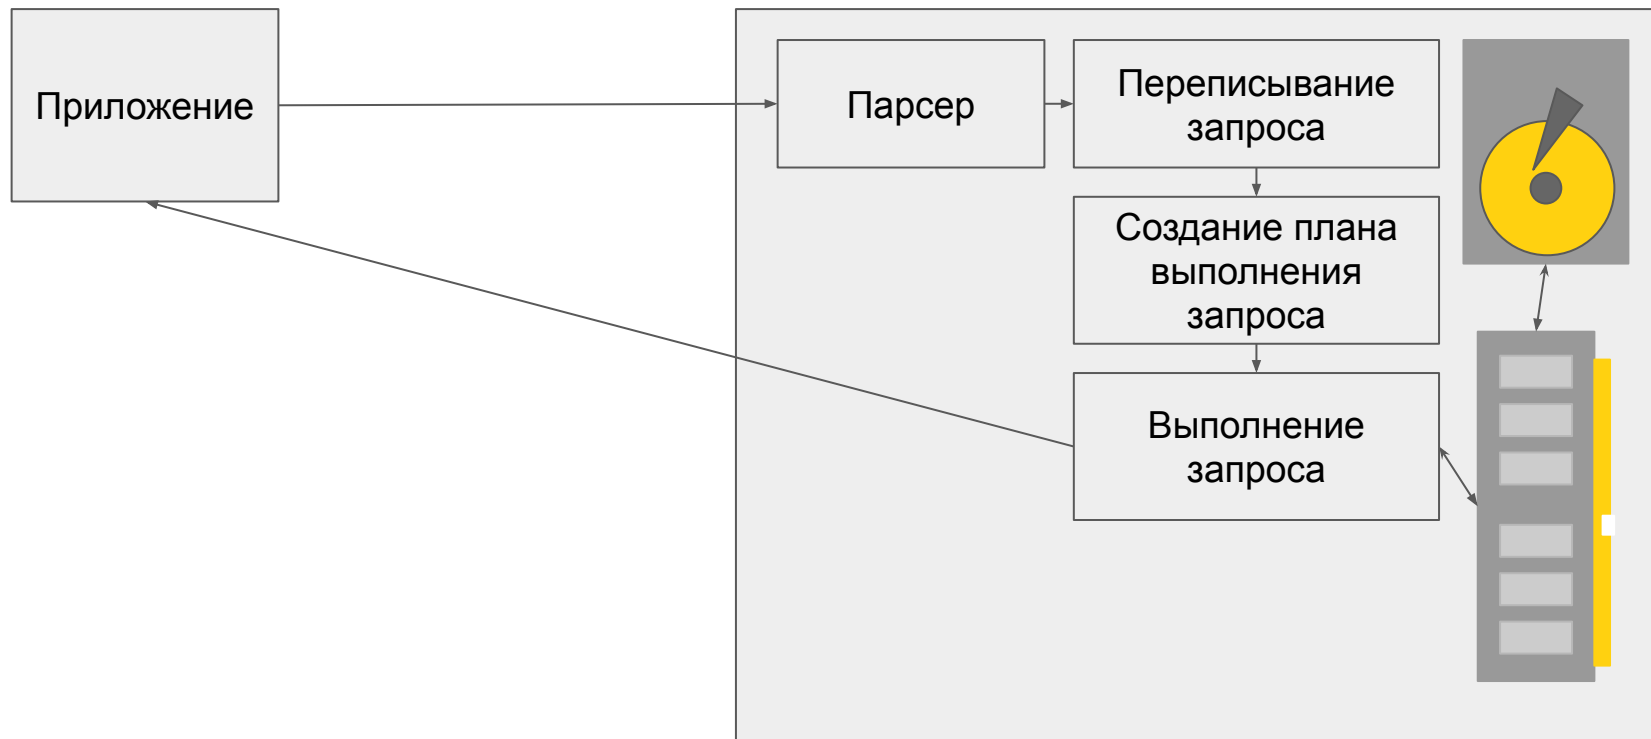 Приложение
Парсер
Переписывание
запроса
Создание плана
выполнения
запроса
Выполнение
запроса